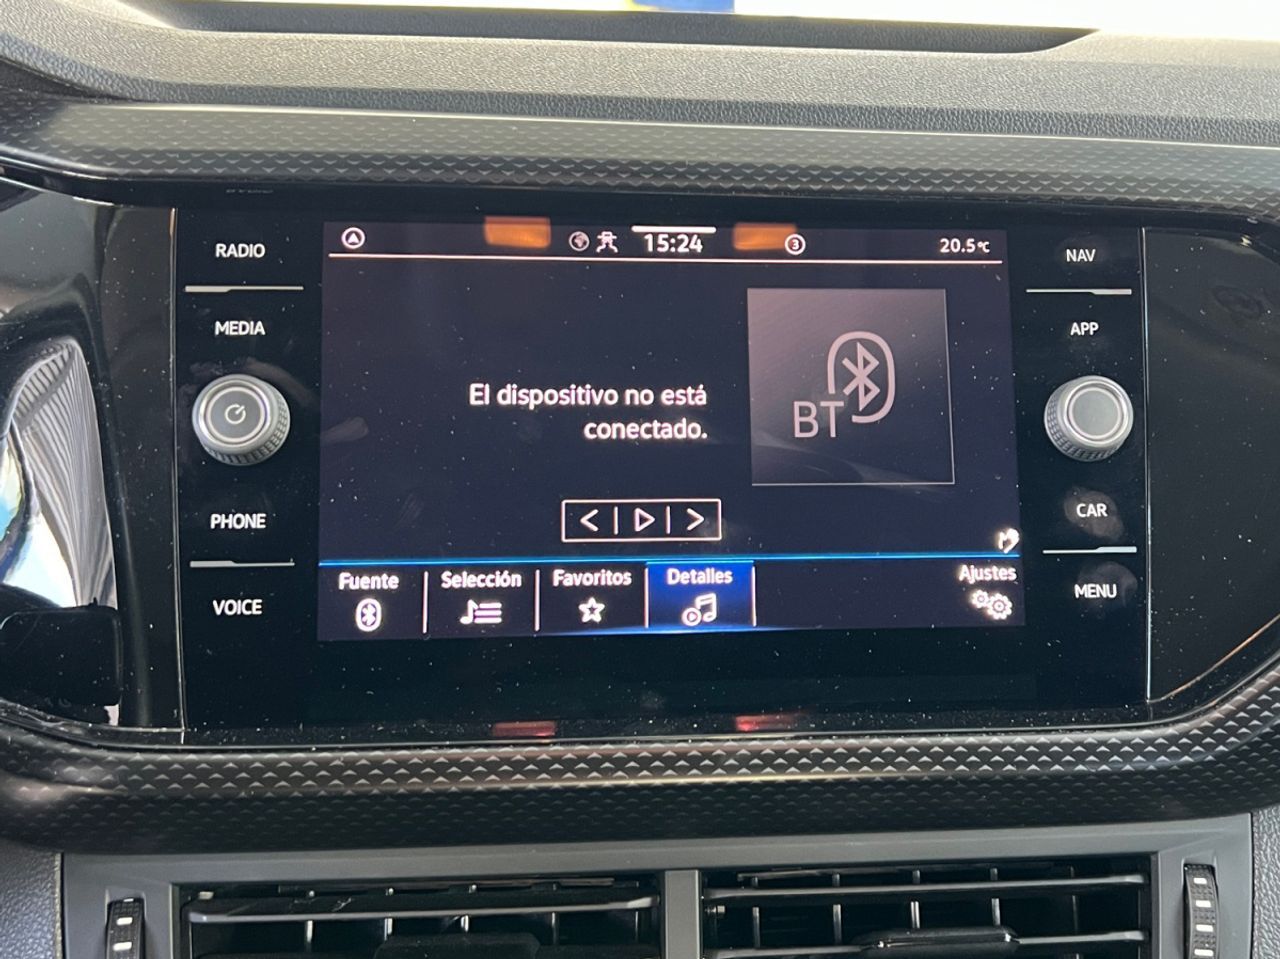 RADIO
MEDIA
PHONE
VOICE
15:24
3
20.5°C
El dispositivo no está
conectado.
BT
Fuente
Selección
Favoritos
Detalles
Ajustes
NAV
APP
CAR
MENU